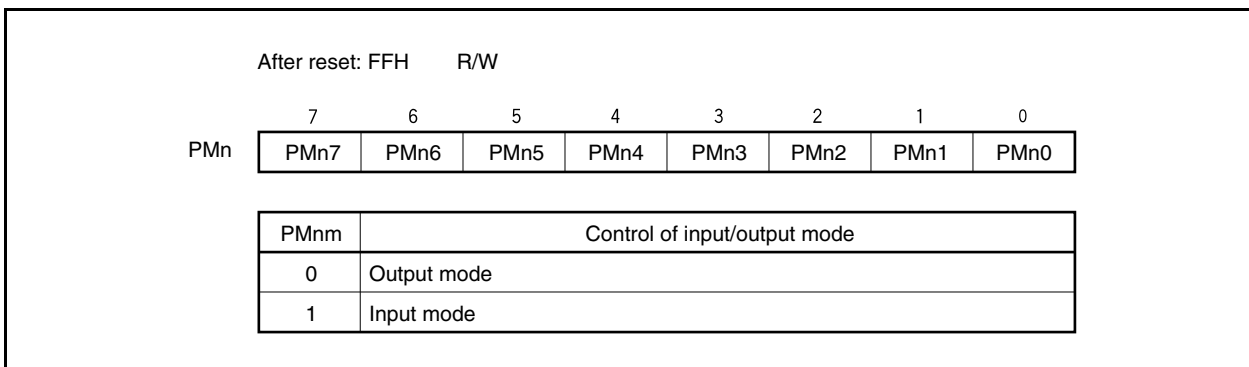 After reset: FFH R/W
7 6 5 4 3 2 1 0
PMn PMn7 PMn6 PMn5 PMn4 PMn3 PMn2 PMn1 PMn0
PMnm Control of input/output mode
0 Output mode
1 Input mode